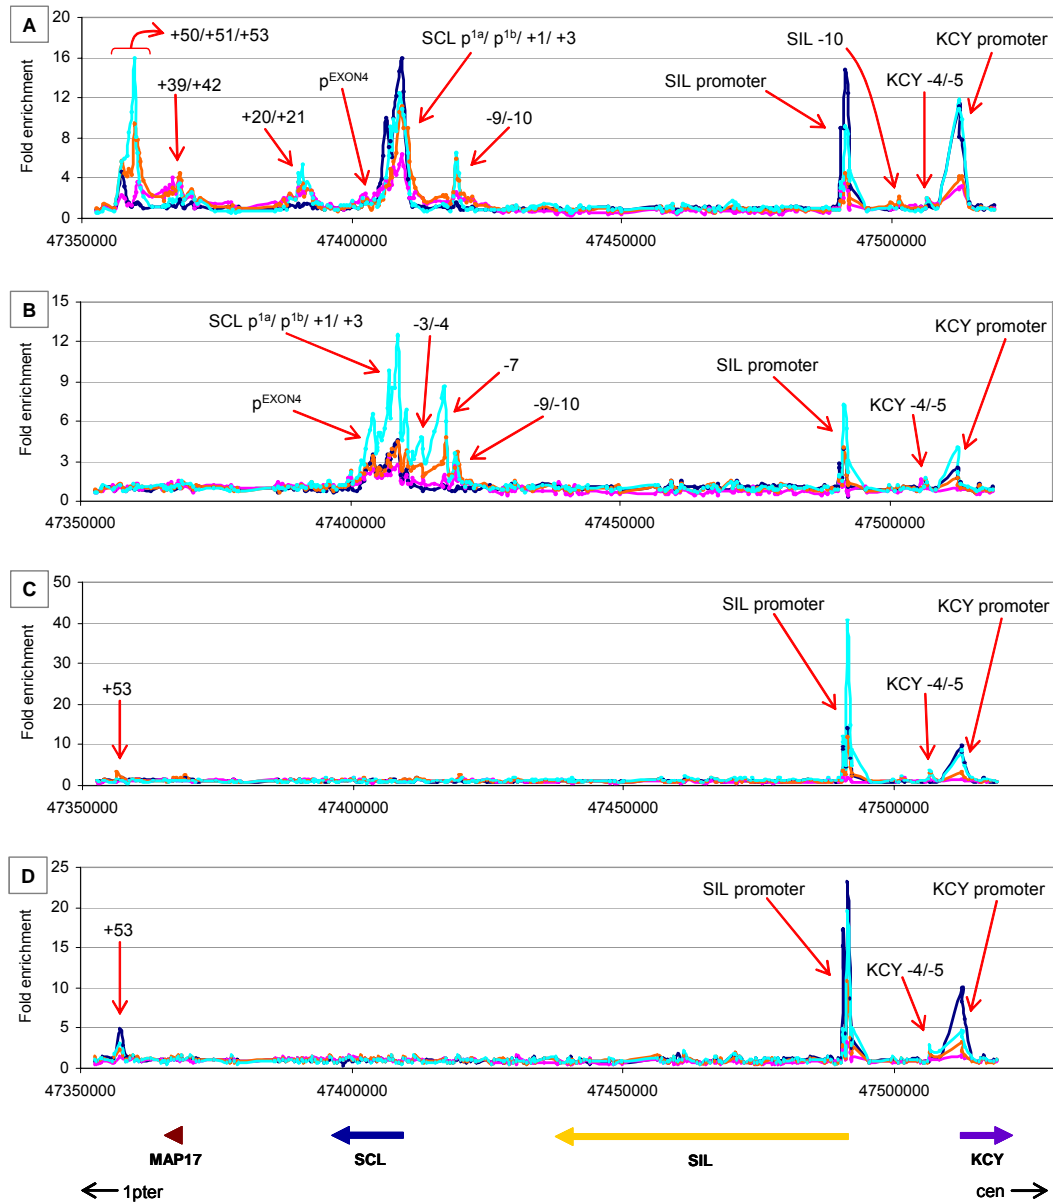 A
Fold enrichment
20
16
12
8
4
0
+50/+51/+53
+39/+42
+20/+21
pEXON4
SCL p1a/ p1b/ +1/ +3
-9/-10
SIL promoter
SIL -10
KCY -4/-5
KCY promoter
47350000 47400000 47450000 47500000
B
Fold enrichment
15
12
9
6
3
0
SCL p1a/ p1b/ +1/ +3
pEXON4
-3/-4
-7
-9/-10
SIL promoter
KCY -4/-5
KCY promoter
47350000 47400000 47450000 47500000
C
Fold enrichment
50
40
30
20
10
0
+53
SIL promoter
KCY -4/-5
KCY promoter
47350000 47400000 47450000 47500000
D
Fold enrichment
25
20
15
10
5
0
+53
SIL promoter
KCY -4/-5
KCY promoter
47350000 47400000 47450000 47500000
MAP17 SCL SIL KCY
1pter cen